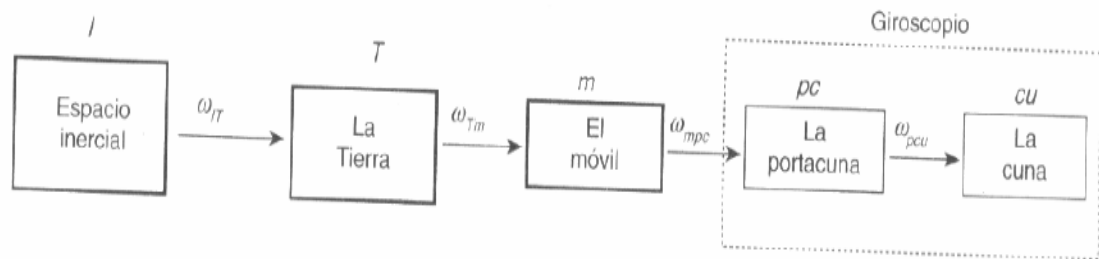 Giroscopio
I
T
m
pc
cu
Espacio
inercial
ω_IT
La
Tierra
ω_Tm
El
móvil
ω_mpc
La
portacuna
ω_pcu
La
cuna